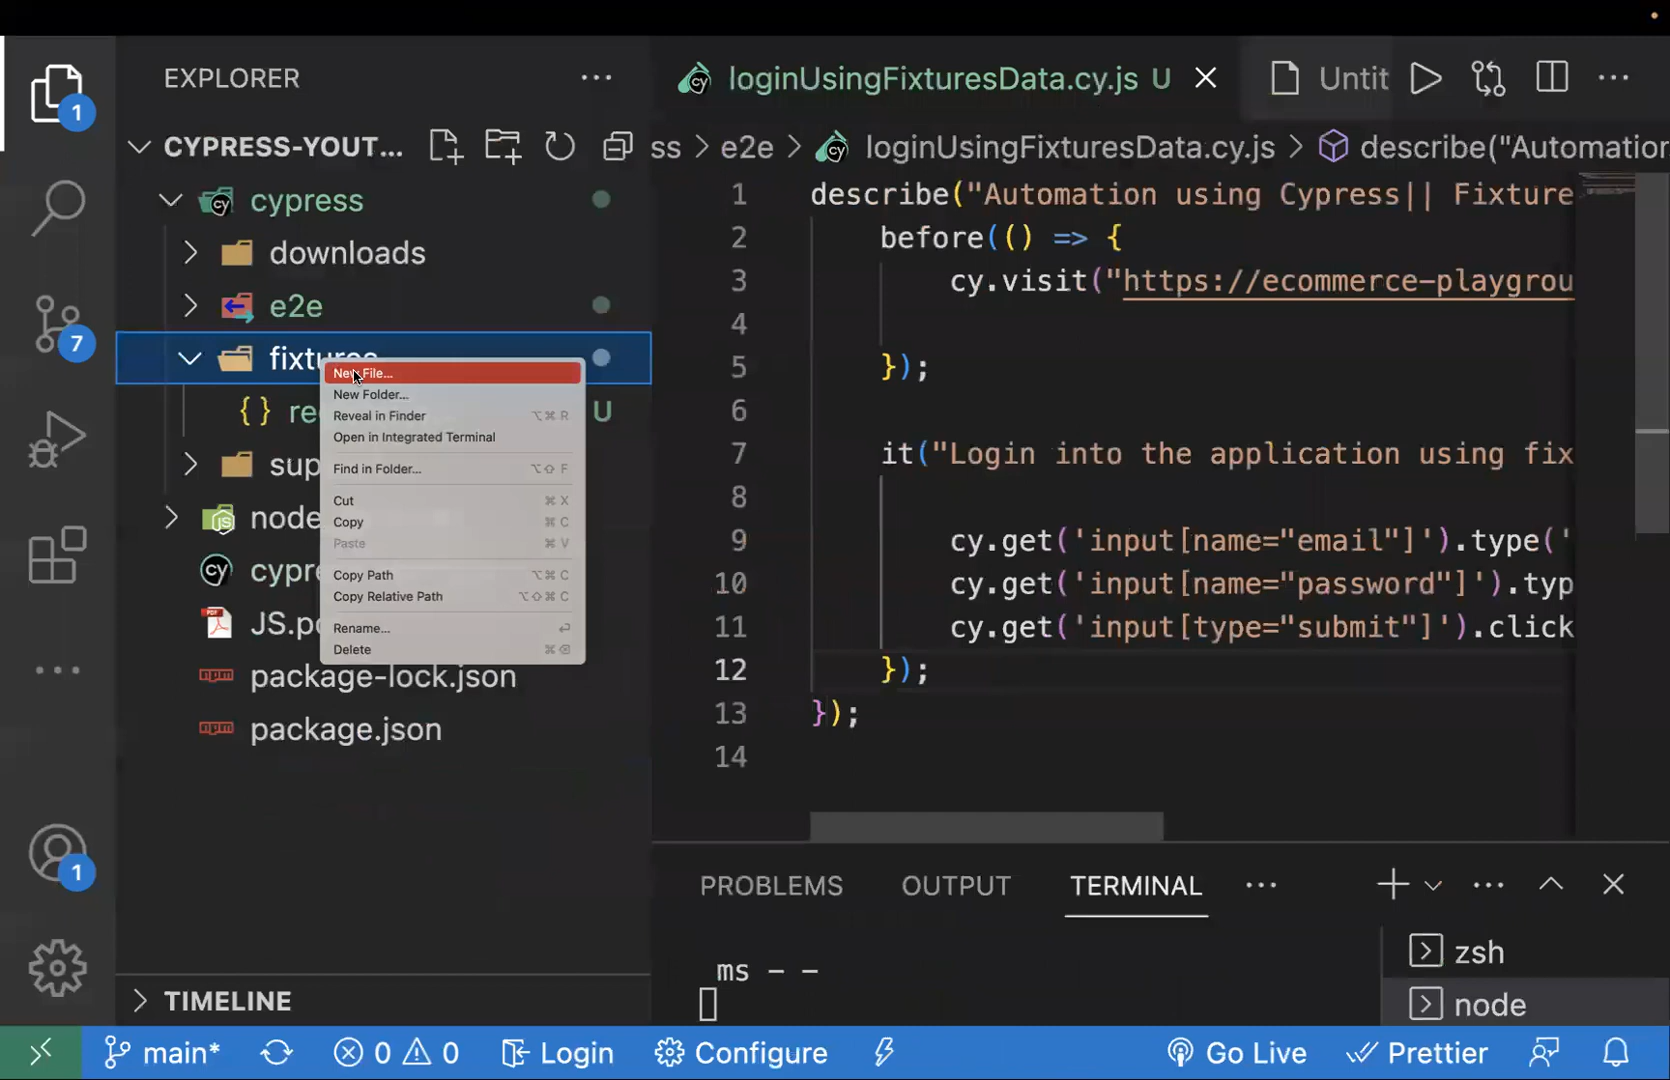 EXPLORER
loginUsingFixturesData.cy.js U
Untit
1
CYPRESS-YOUT...
ss > e2e > loginUsingFixturesData.cy.js > describe("Automation
cypress
downloads
e2e
fixtures
U
node
JS.p
package-lock.json
package.json
7
1
New File...
New Folder...
Reveal in Finder ⌥⌘ R
Open in Integrated Terminal
Find in Folder... ⌥⇧ F
Cut ⌘ X
Copy ⌘ C
Paste ⌘ V
Copy Path ⌥⌘ C
Copy Relative Path ⌥⇧⌘ C
Rename... ⏎
Delete ⌘⌫
1 describe("Automation using Cypress|| Fixture
2 before(() => {
3 cy.visit("https://ecommerce-playgrou
4
5 });
6
7 it("Login into the application using fix
8
9 cy.get('input[name="email"]').type('
10 cy.get('input[name="password"]').typ
11 cy.get('input[type="submit"]').click
12 });
13 });
14
PROBLEMS OUTPUT TERMINAL
ms - -
zsh
node
TIMELINE
main* 0 0 Login Configure Go Live Prettier